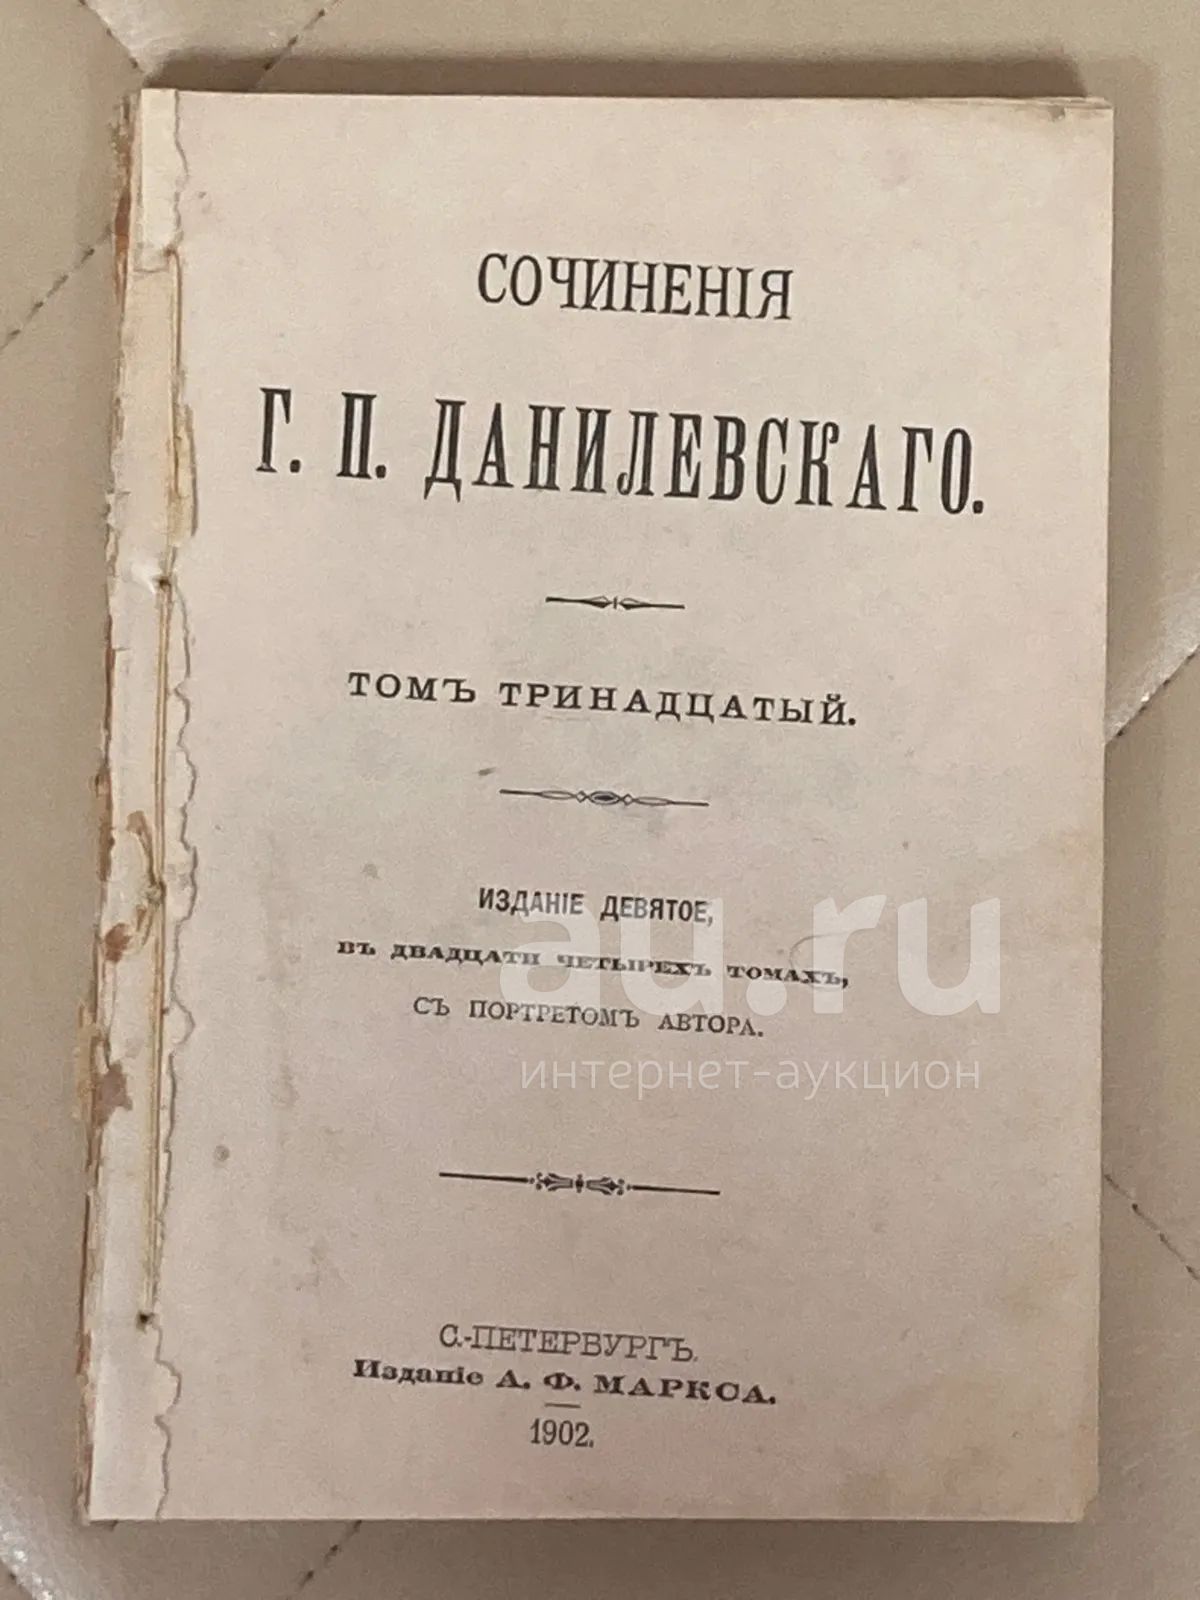 СОЧИНЕНІЯ
Г. П. ДАНИЛЕВСКАГО.
ТОМЪ ТРИНАДЦАТЫЙ.
ИЗДАНІЕ ДЕВЯТОЕ,
ВЪ ДВАДЦАТИ ЧЕТЫРЕХЪ ТОМАХЪ,
СЪ ПОРТРЕТОМЪ АВТОРА.
au.ru
интернет-аукцион
С.-ПЕТЕРБУРГЪ.
Изданіе А. Ф. МАРКСА.
1902.